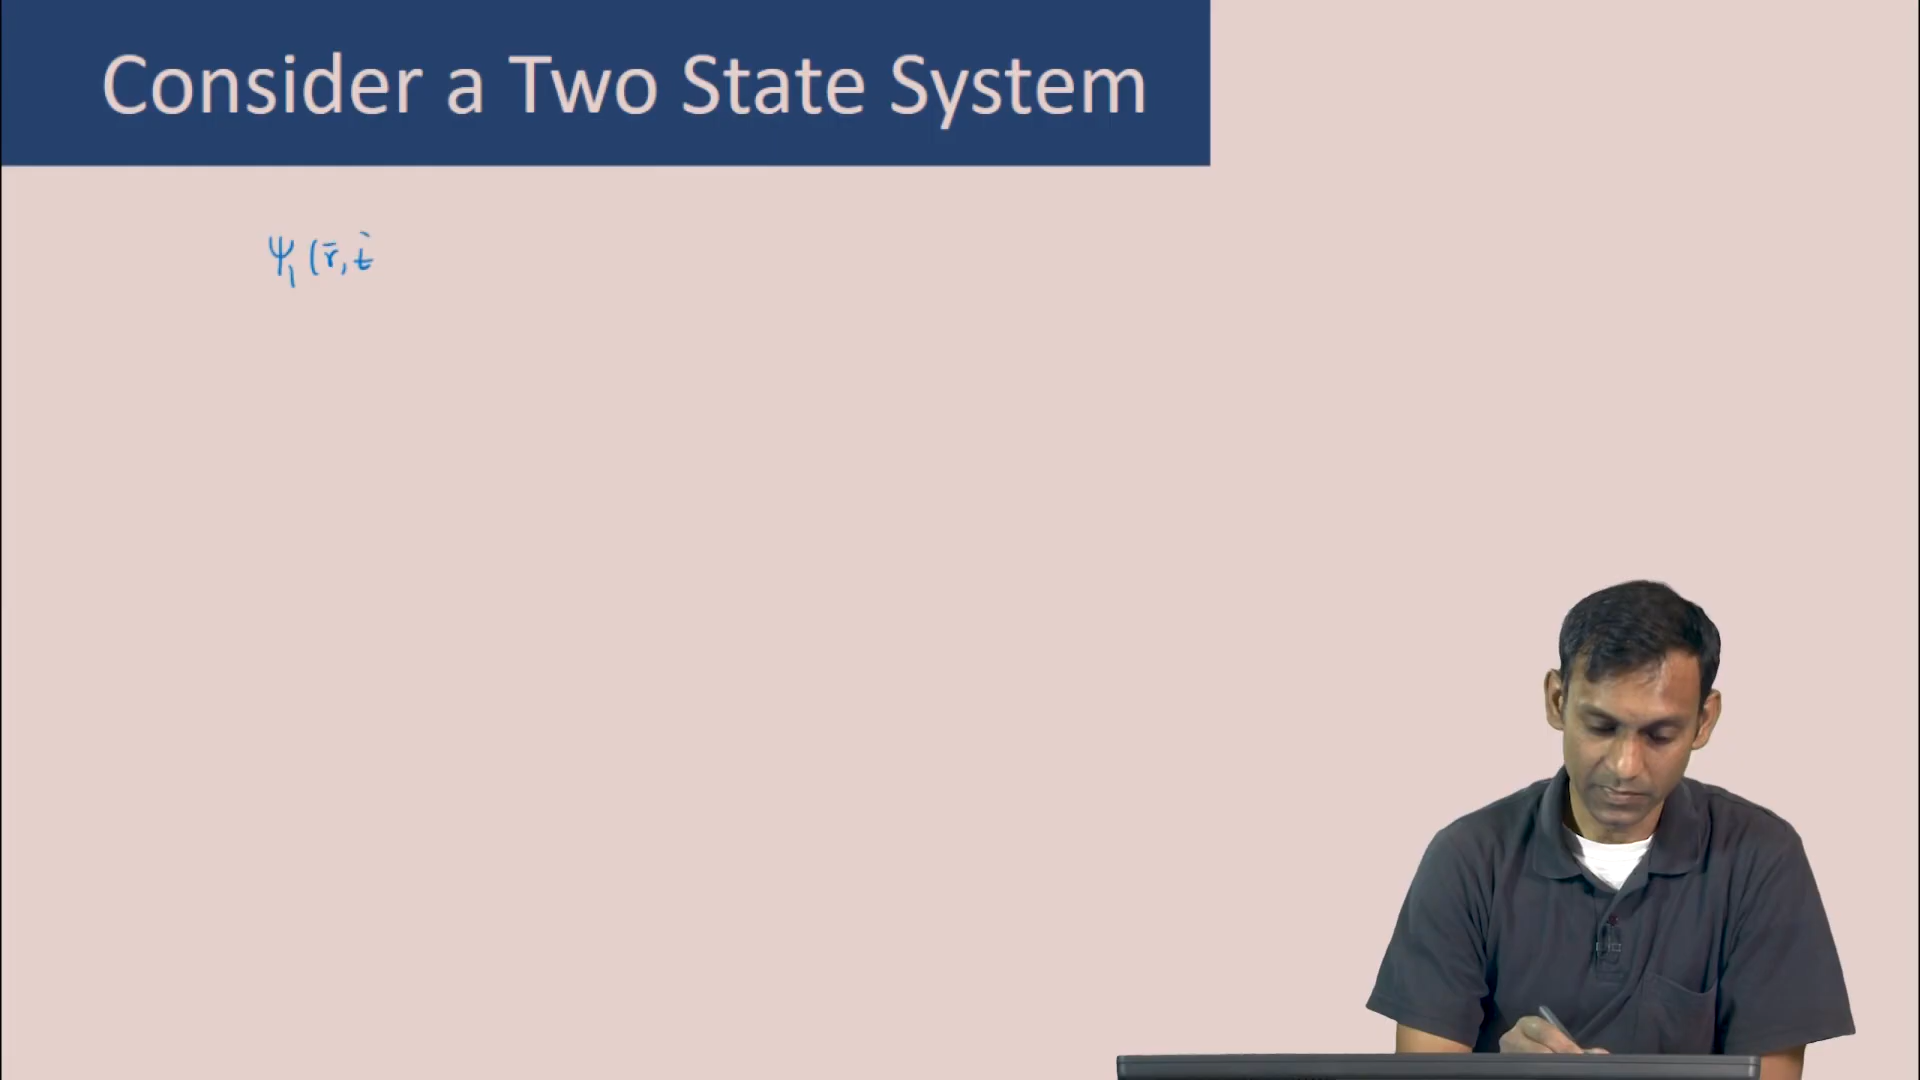 Consider a Two State System
ψ₁(r̄, t